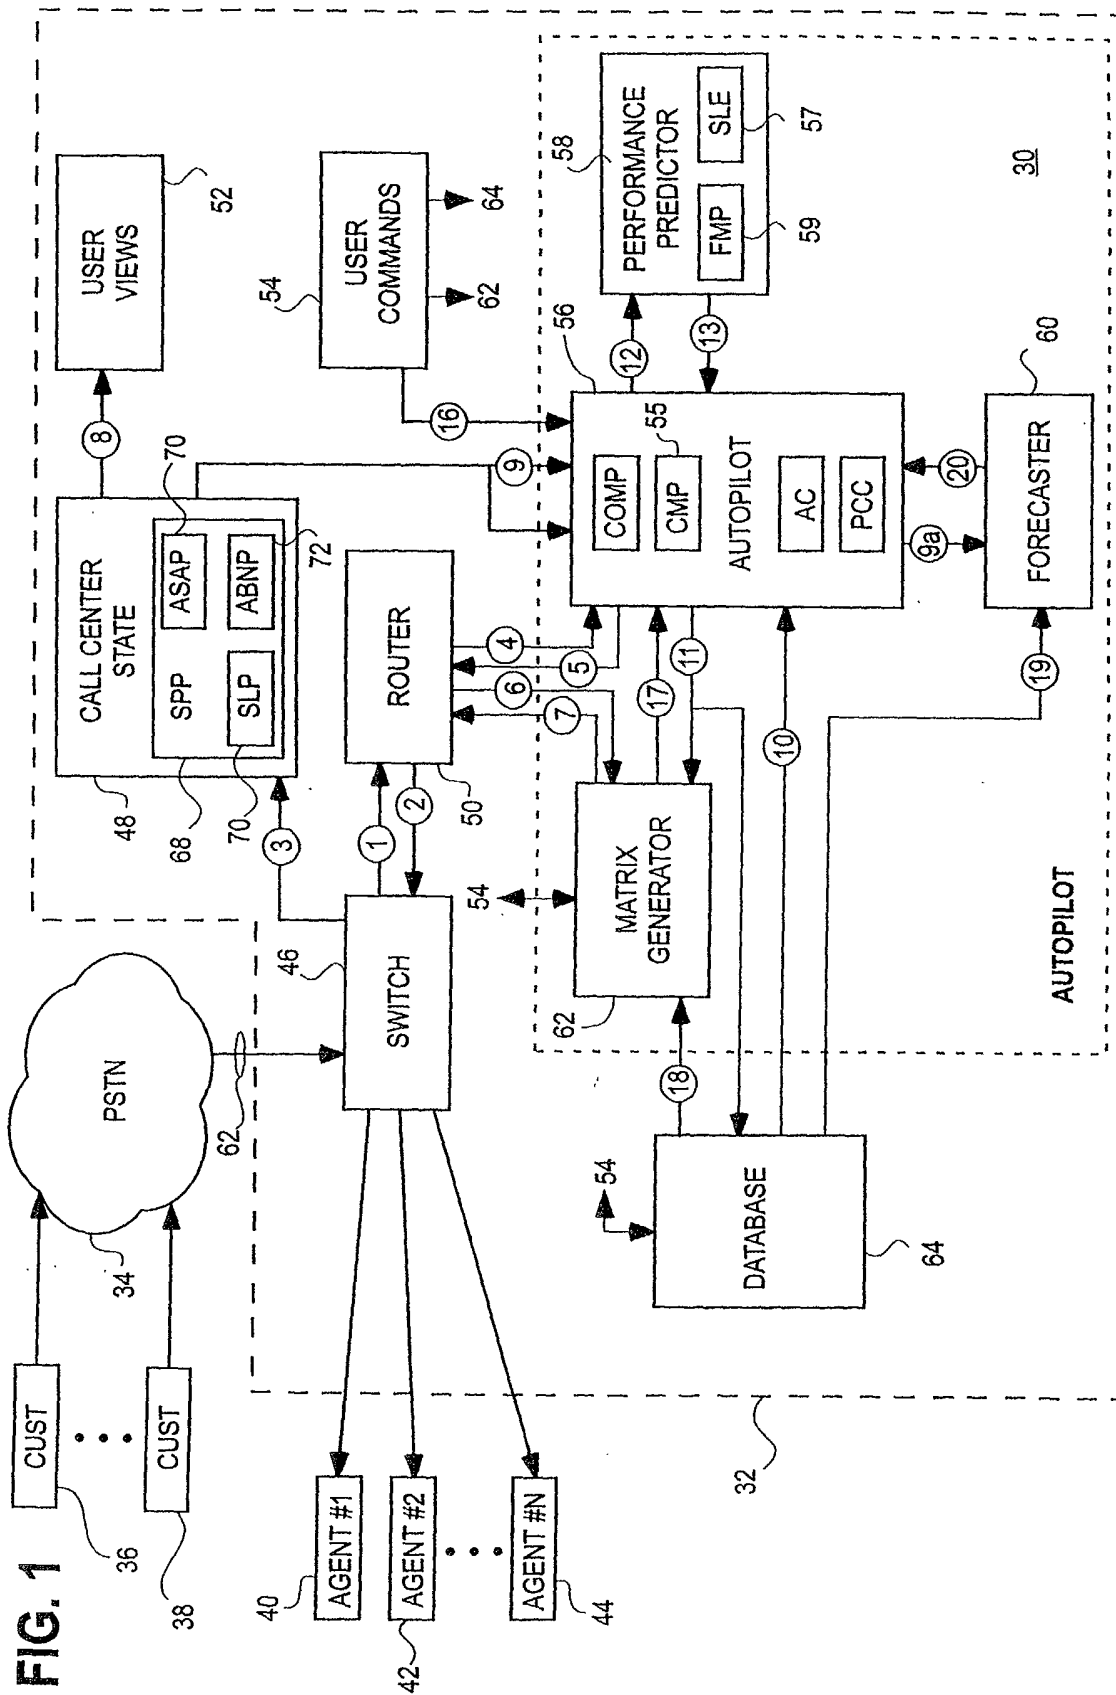 FIG. 1
CUST
36
CUST
38
PSTN
34
62
AGENT #1
40
AGENT #2
42
AGENT #N
44
32
SWITCH
46
3
1
2
CALL CENTER
STATE
48
SPP
68
ASAP
70
SLP
70
ABNP
72
8
USER
VIEWS
52
ROUTER
50
USER
COMMANDS
54
62
64
16
9
4
5
6
7
54
MATRIX
GENERATOR
62
17
11
10
18
54
DATABASE
64
19
AUTOPILOT
56
COMP
CMP
55
AC
PCC
12
13
PERFORMANCE
PREDICTOR
58
FMP
59
SLE
57
9a
20
FORECASTER
60
30
AUTOPILOT